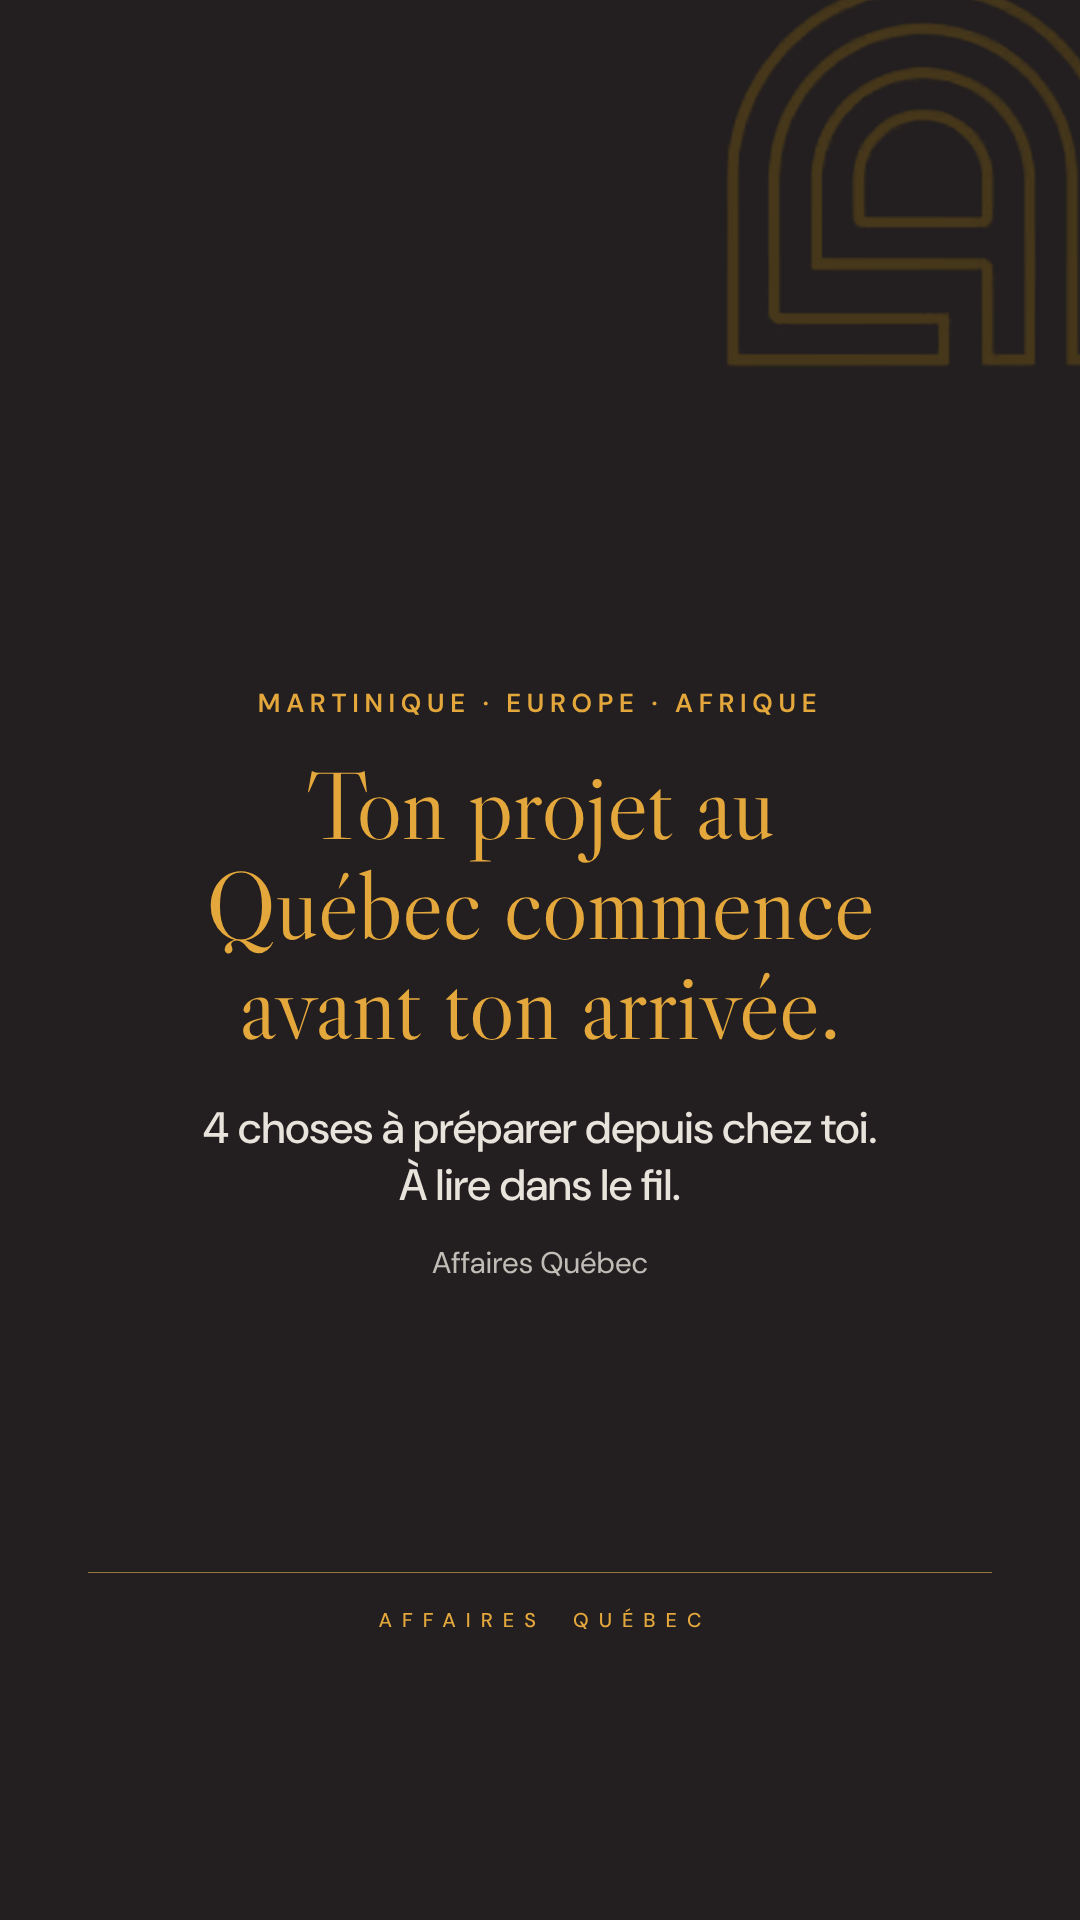 MARTINIQUE · EUROPE · AFRIQUE
Ton projet au
Québec commence
avant ton arrivée.
4 choses à préparer depuis chez toi.
À lire dans le fil.
Affaires Québec
AFFAIRES QUÉBEC